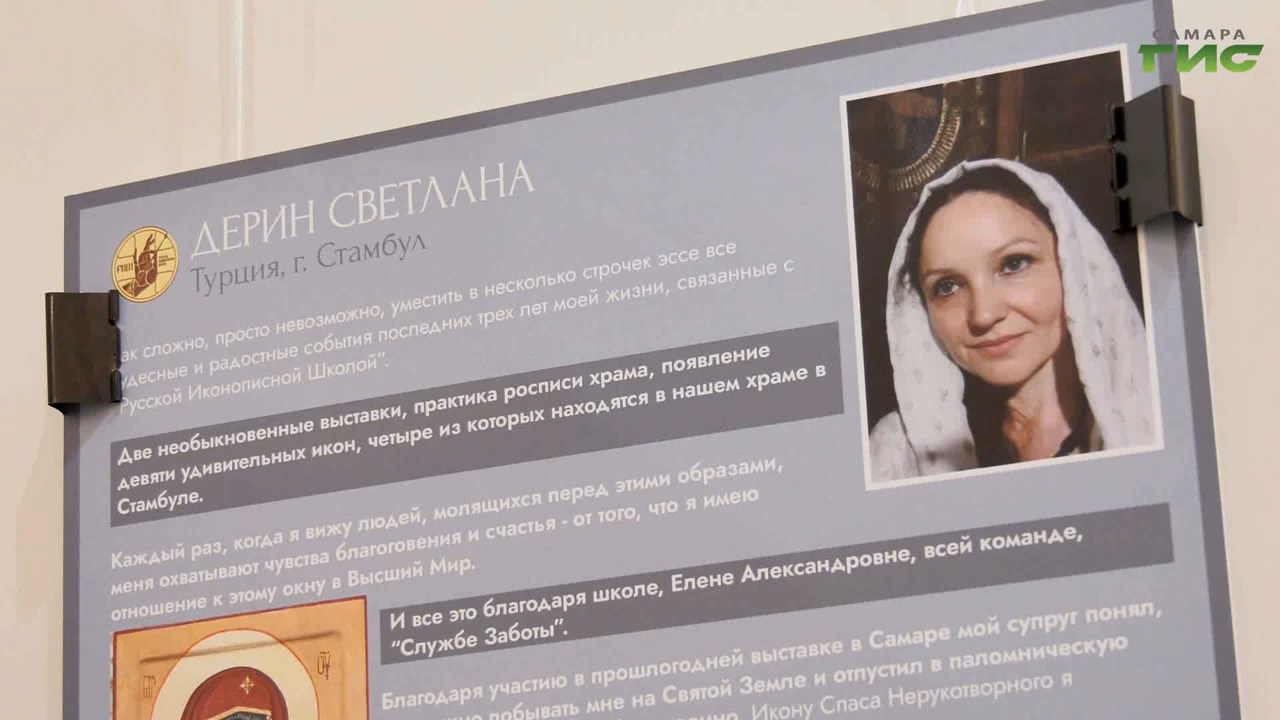 САМАРА
ГИС
ДЕРИН СВЕТЛАНА
Турция, г. Стамбул
сложно, просто невозможно, уместить в несколько строчек эссе все
и радостные события последних трех лет моей жизни, связанные с
Русской Иконописной Школой".
Две необыкновенные выставки, практика росписи храма, появление
девяти удивительных икон, четыре из которых находятся в нашем храме в
Стамбуле.
Каждый раз, когда я вижу людей, молящихся перед этими образами,
меня охватывают чувства благоговения и счастья - от того, что я имею
отношение к этому окну в Высший Мир.
И все это благодаря школе, Елене Александровне, всей команде,
"Службе Заботы".
Благодаря участию в прошлогодней выставке в Самаре мой супруг понял,
побывать мне на Святой Земле и отпустил в паломническую
Икону Спаса Нерукотворного я